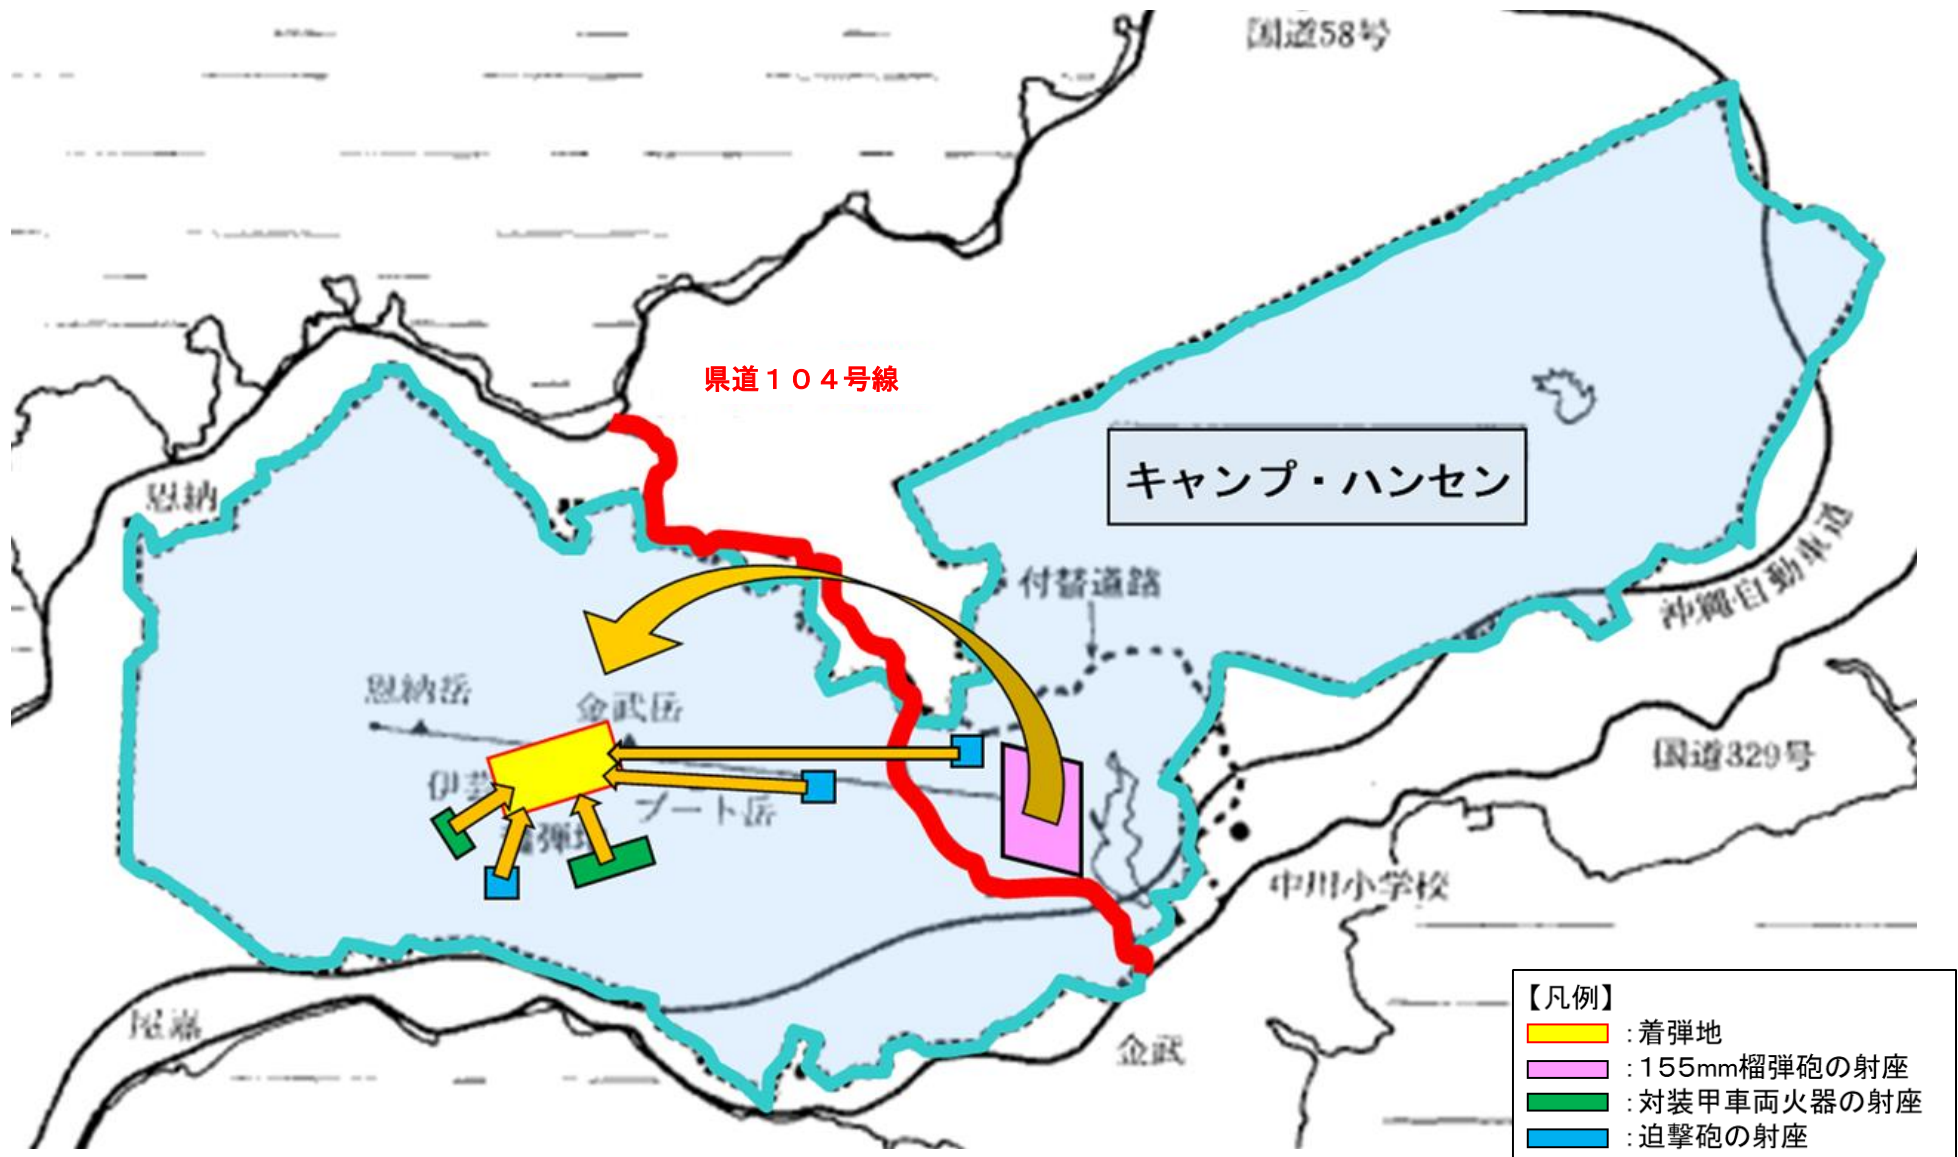 国道58号
県道１０４号線
キャンプ・ハンセン
恩納
付替道路
沖縄自動車道
恩納岳
金武岳
国道329号
伊芸
ブート岳
着弾地
中川小学校
屋嘉
金武
【凡例】
：着弾地
：155mm榴弾砲の射座
：対装甲車両火器の射座
：迫撃砲の射座